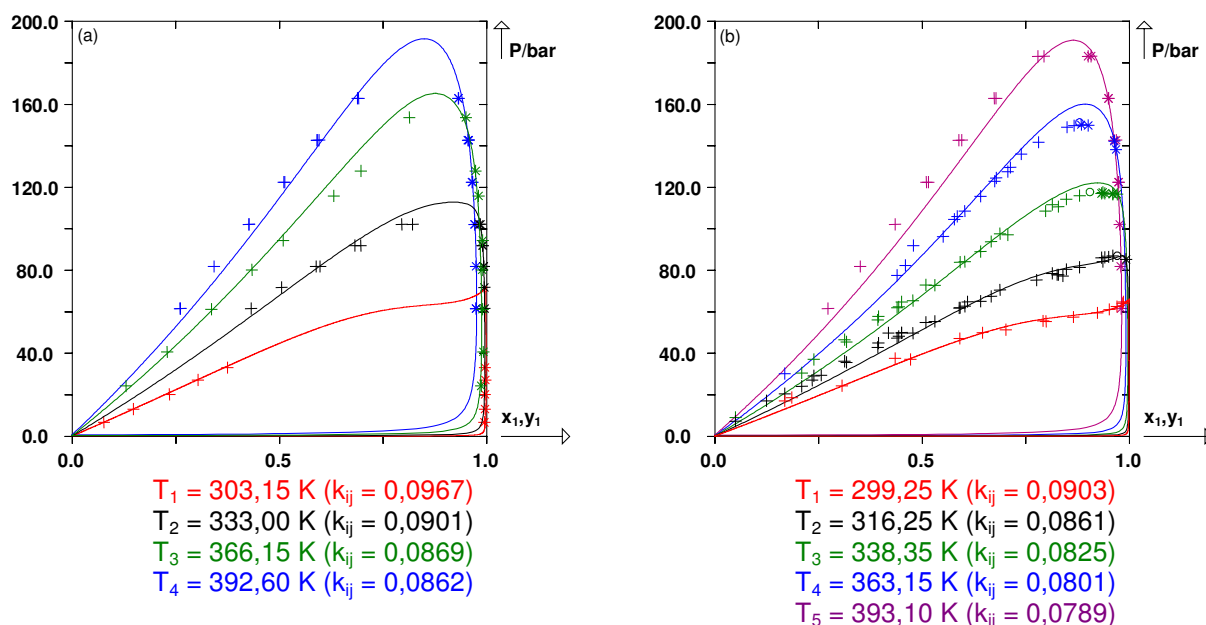 (a)
P/bar
200.0
160.0
120.0
80.0
40.0
0.0
0.0
0.5
1.0
x₁,y₁
T₁ = 303,15 K (kᵢⱼ = 0,0967)
T₂ = 333,00 K (kᵢⱼ = 0,0901)
T₃ = 366,15 K (kᵢⱼ = 0,0869)
T₄ = 392,60 K (kᵢⱼ = 0,0862)
(b)
P/bar
200.0
160.0
120.0
80.0
40.0
0.0
0.0
0.5
1.0
x₁,y₁
T₁ = 299,25 K (kᵢⱼ = 0,0903)
T₂ = 316,25 K (kᵢⱼ = 0,0861)
T₃ = 338,35 K (kᵢⱼ = 0,0825)
T₄ = 363,15 K (kᵢⱼ = 0,0801)
T₅ = 393,10 K (kᵢⱼ = 0,0789)